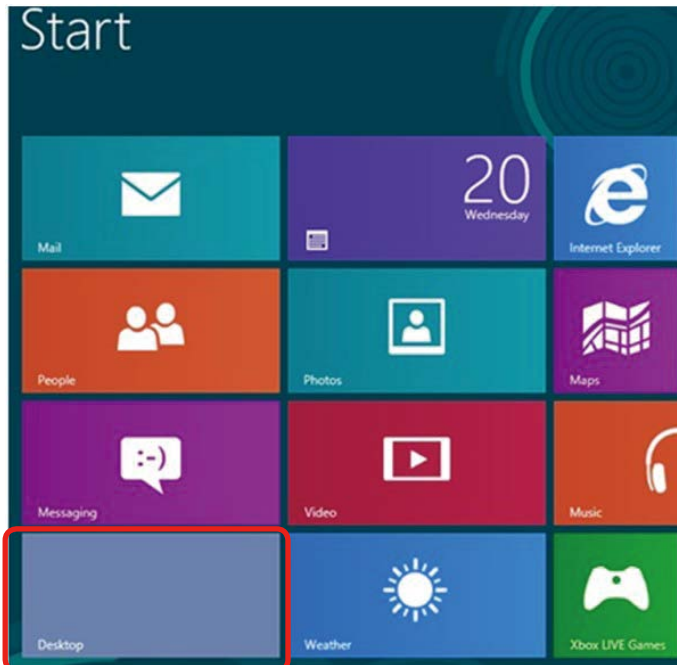 Start
Mail
20
Wednesday
Internet Explorer
People
Photos
Maps
:-)
Messaging
Video
Music
Desktop
Weather
Xbox LIVE Games